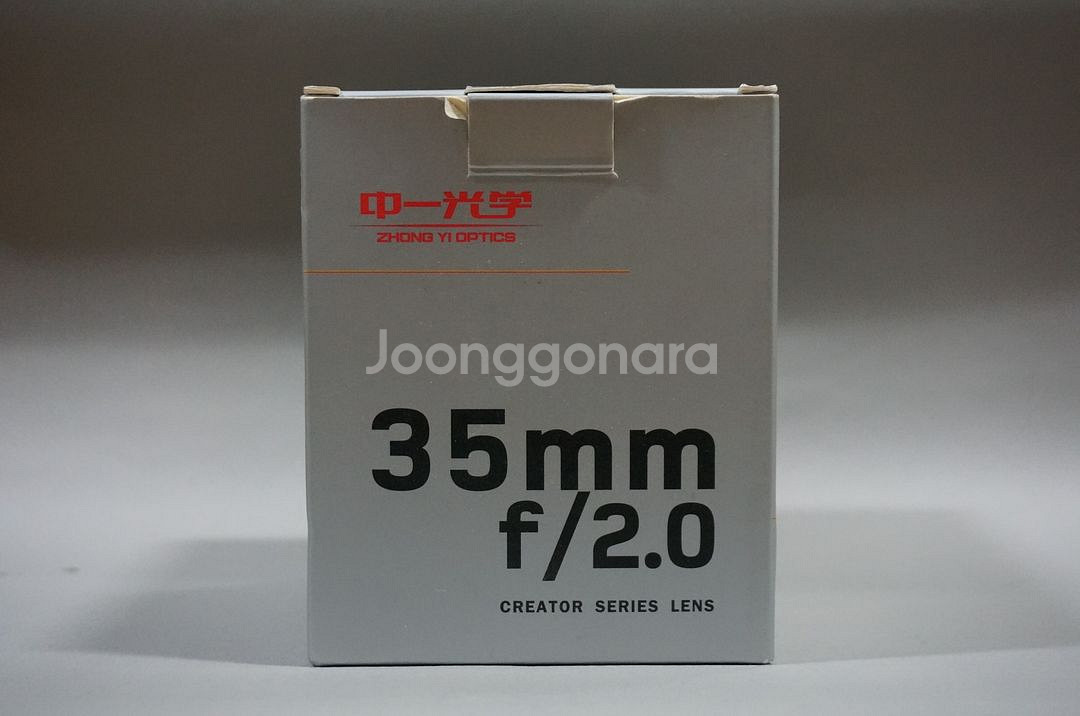 中一光学
ZHONG YI OPTICS
Joonggonara
35mm
f/2.0
CREATOR SERIES LENS